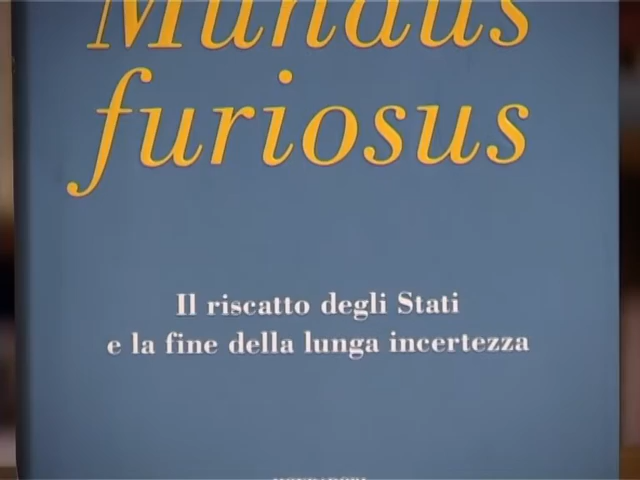 Mundus
furiosus
Il riscatto degli Stati
e la fine della lunga incertezza